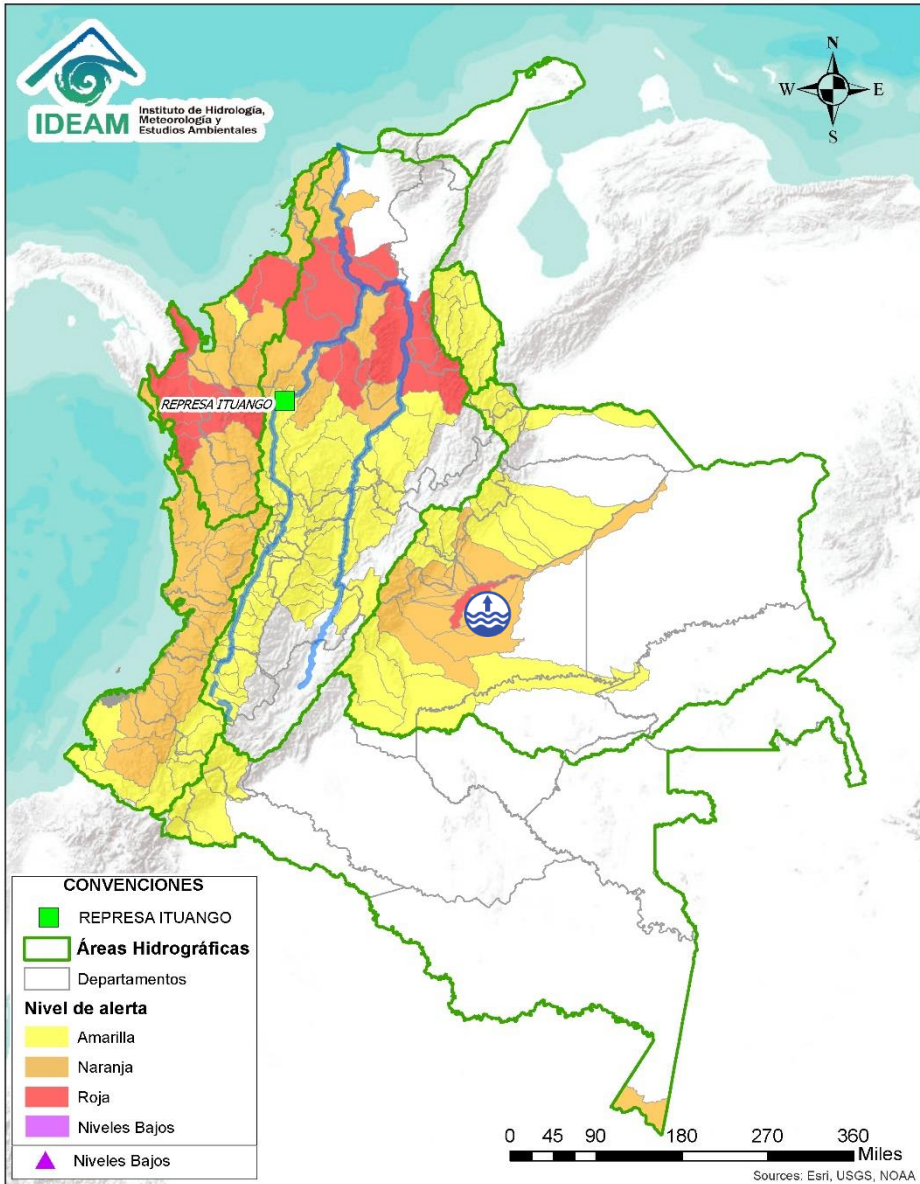 IDEAM
Instituto de Hidrología,
Meteorología y
Estudios Ambientales
N
W
E
S
REPRESA ITUANGO
CONVENCIONES
REPRESA ITUANGO
Áreas Hidrográficas
Departamentos
Nivel de alerta
Amarilla
Naranja
Roja
Niveles Bajos
Niveles Bajos
0 45 90 180 270 360
Miles
Sources: Esri, USGS, NOAA